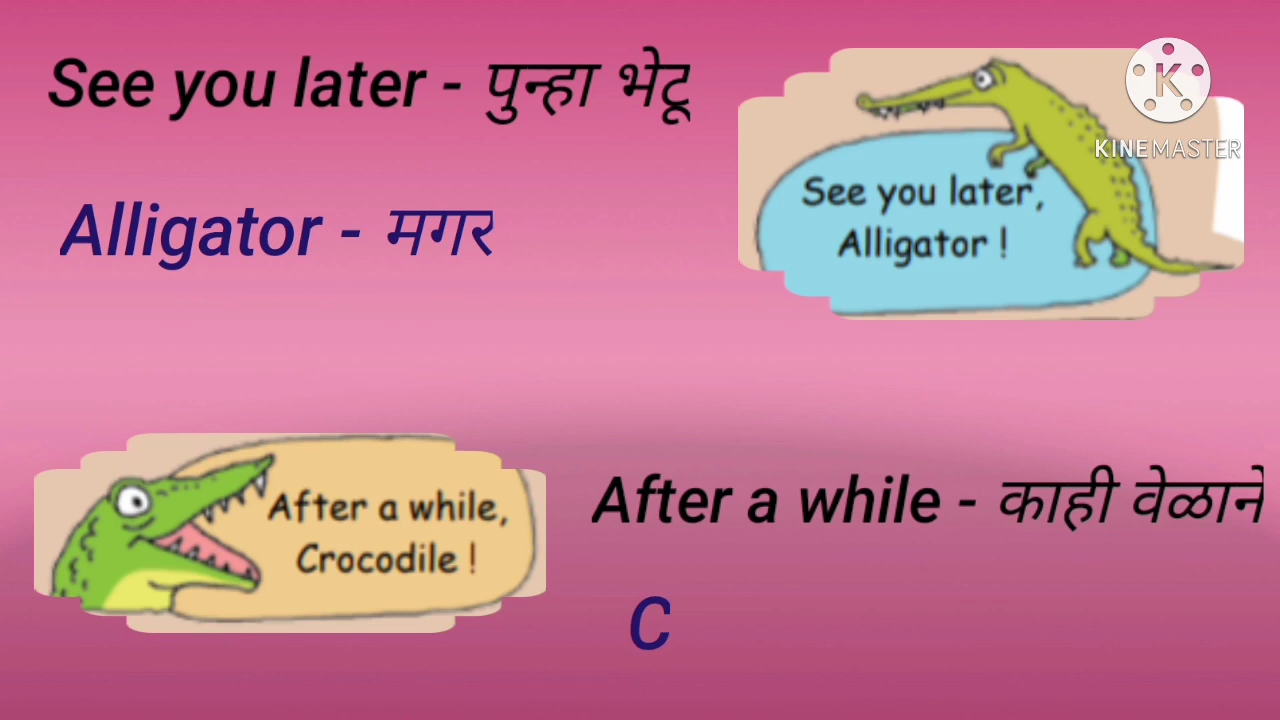 See you later - पुन्हा भेटू
Alligator - मगर
See you later,
Alligator !
K
KINEMASTER
After a while,
Crocodile !
After a while - काही वेळाने
C